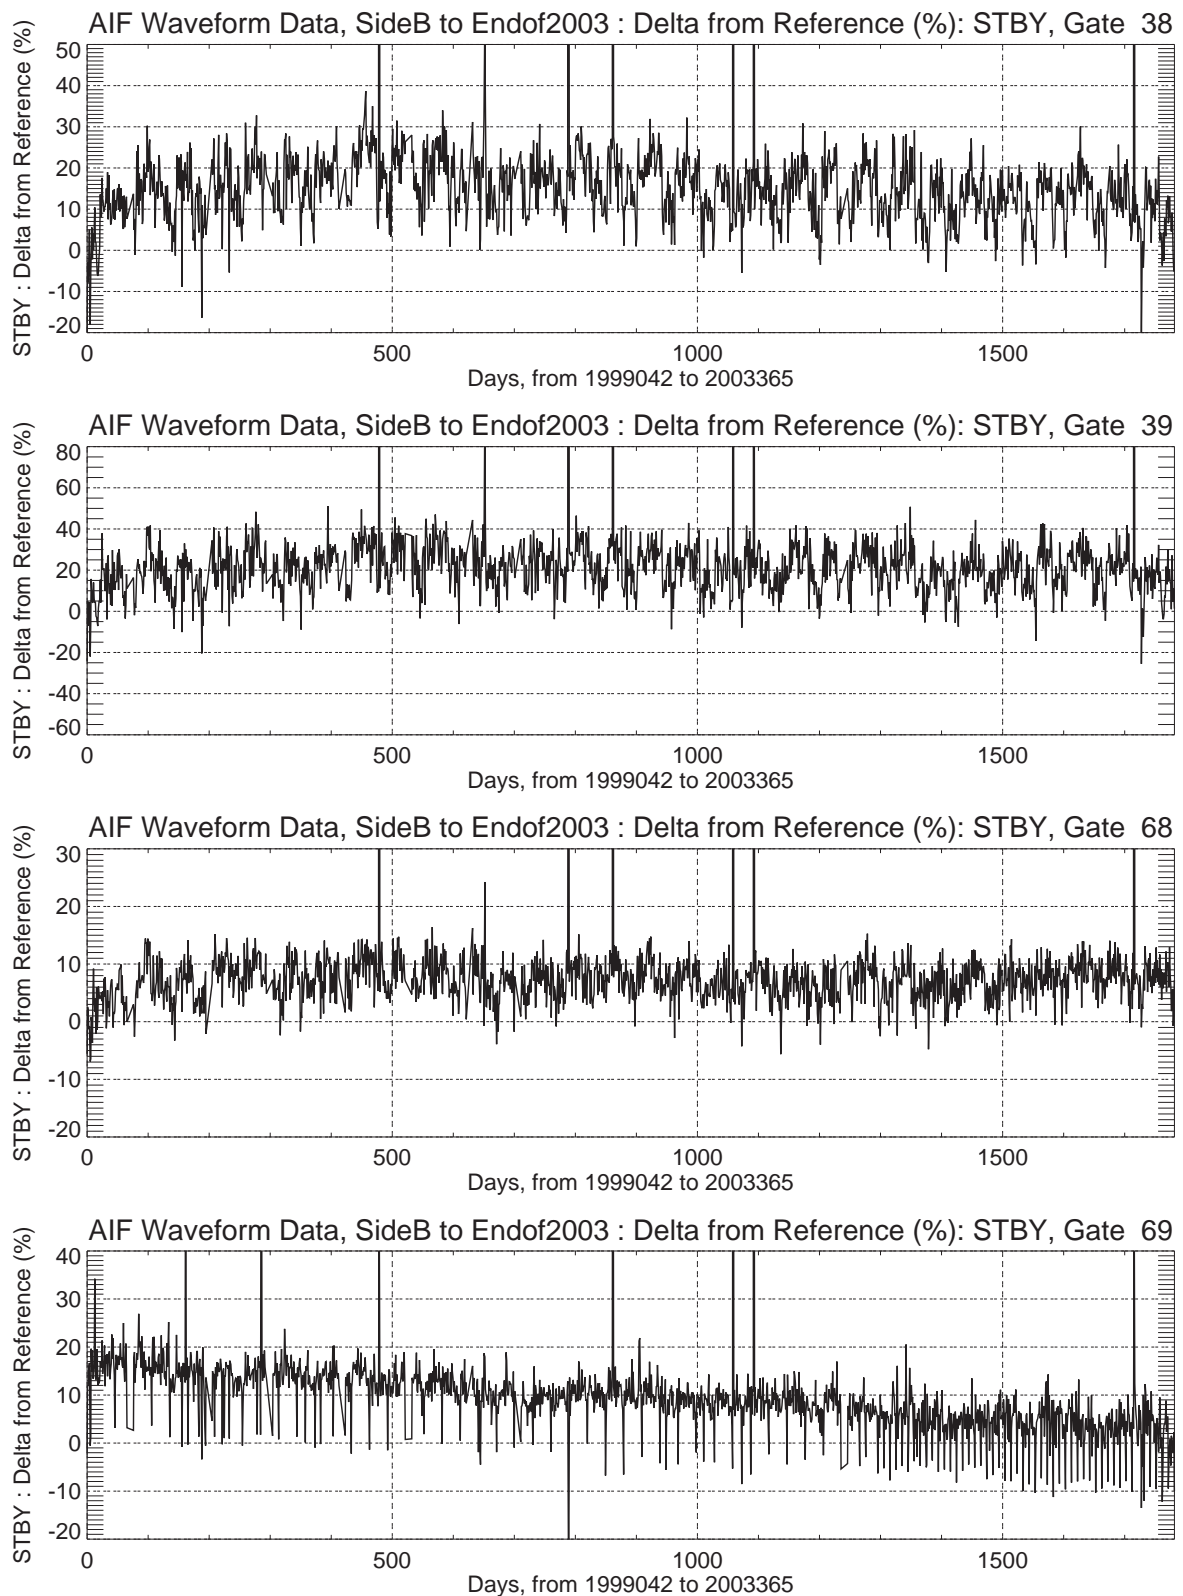 AIF Waveform Data, SideB to Endof2003 : Delta from Reference (%): STBY, Gate 38
STBY : Delta from Reference (%)
50
40
30
20
10
0
-10
-20
0 500 1000 1500
Days, from 1999042 to 2003365
AIF Waveform Data, SideB to Endof2003 : Delta from Reference (%): STBY, Gate 39
STBY : Delta from Reference (%)
80
60
40
20
0
-20
-40
-60
0 500 1000 1500
Days, from 1999042 to 2003365
AIF Waveform Data, SideB to Endof2003 : Delta from Reference (%): STBY, Gate 68
STBY : Delta from Reference (%)
30
20
10
0
-10
-20
0 500 1000 1500
Days, from 1999042 to 2003365
AIF Waveform Data, SideB to Endof2003 : Delta from Reference (%): STBY, Gate 69
STBY : Delta from Reference (%)
40
30
20
10
0
-10
-20
0 500 1000 1500
Days, from 1999042 to 2003365